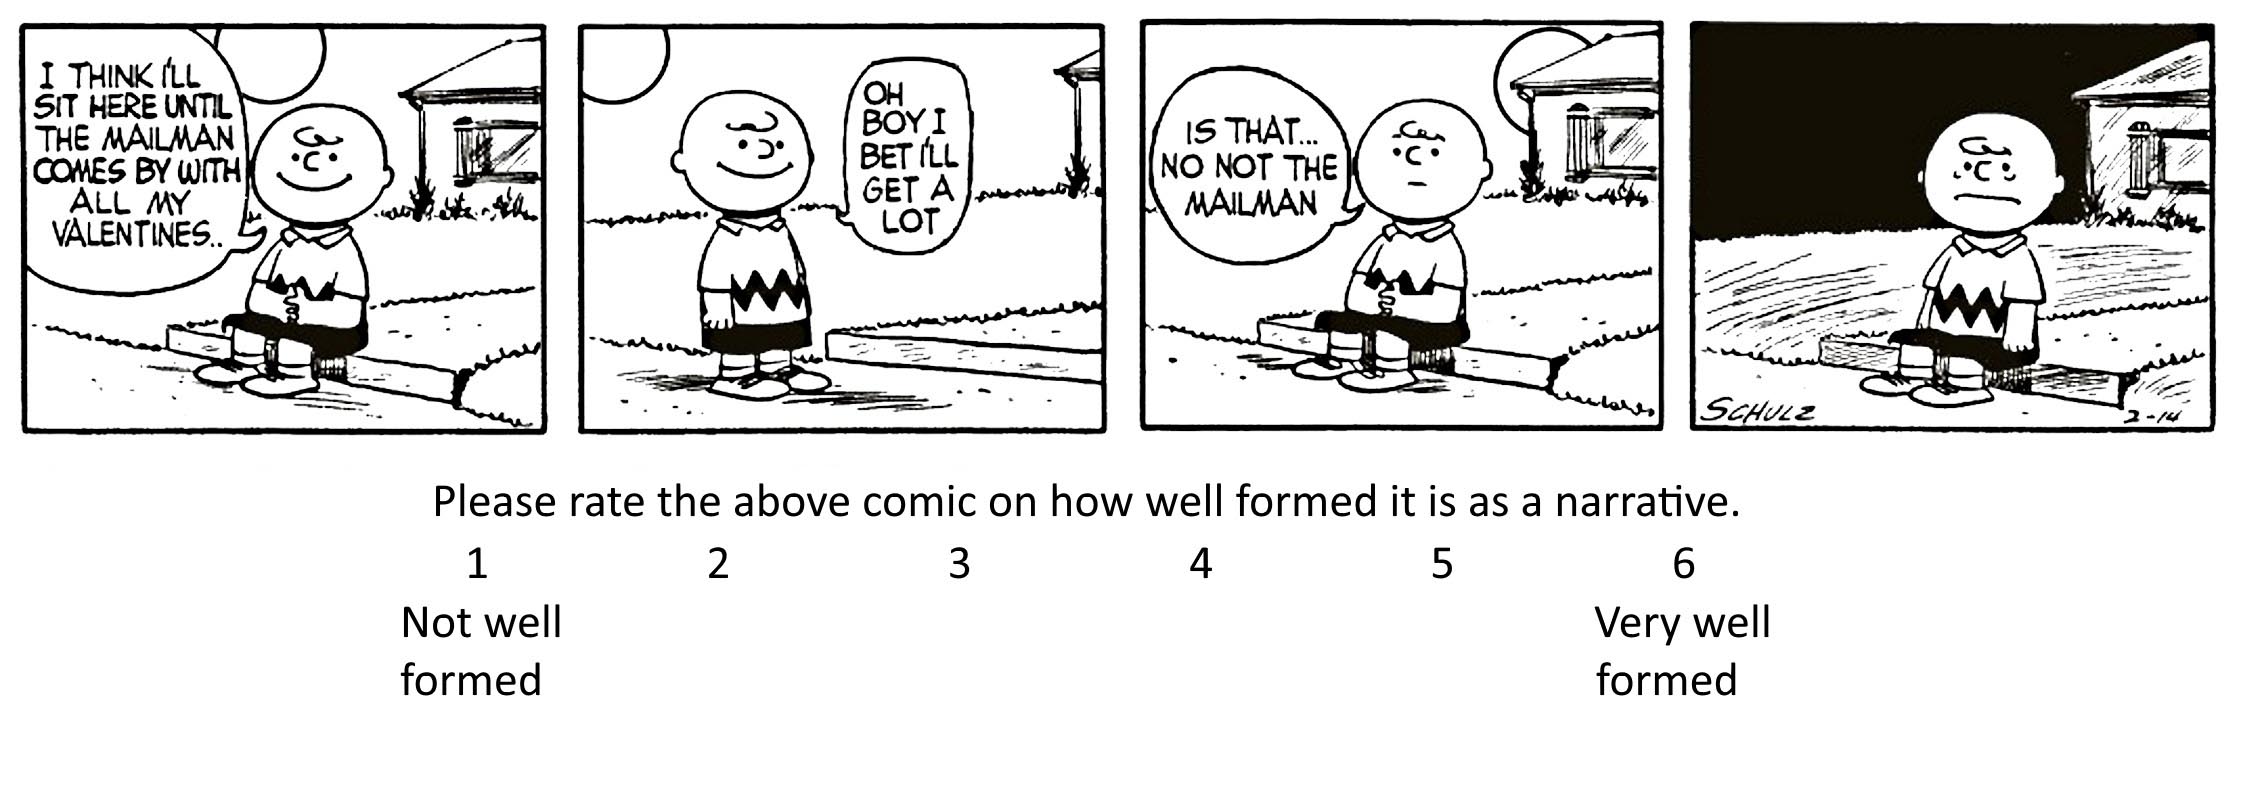 I THINK I'LL
SIT HERE UNTIL
THE MAILMAN
COMES BY WITH
ALL MY
VALENTINES..
OH
BOY I
BET I'LL
GET A
LOT
IS THAT...
NO NOT THE
MAILMAN
SCHULZ
2-14
Please rate the above comic on how well formed it is as a narrative.
1 2 3 4 5 6
Not well
formed
Very well
formed